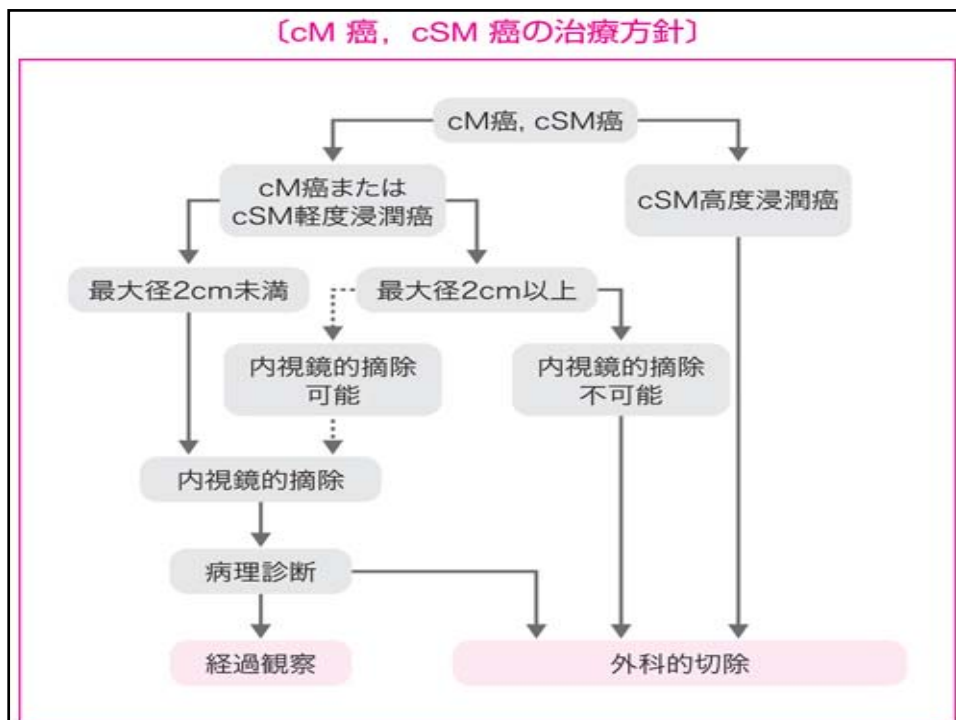 〔cM 癌，cSM 癌の治療方針〕
cM癌, cSM癌
cM癌または
cSM軽度浸潤癌
cSM高度浸潤癌
最大径2cm未満
最大径2cm以上
内視鏡的摘除
可能
内視鏡的摘除
不可能
内視鏡的摘除
病理診断
経過観察
外科的切除